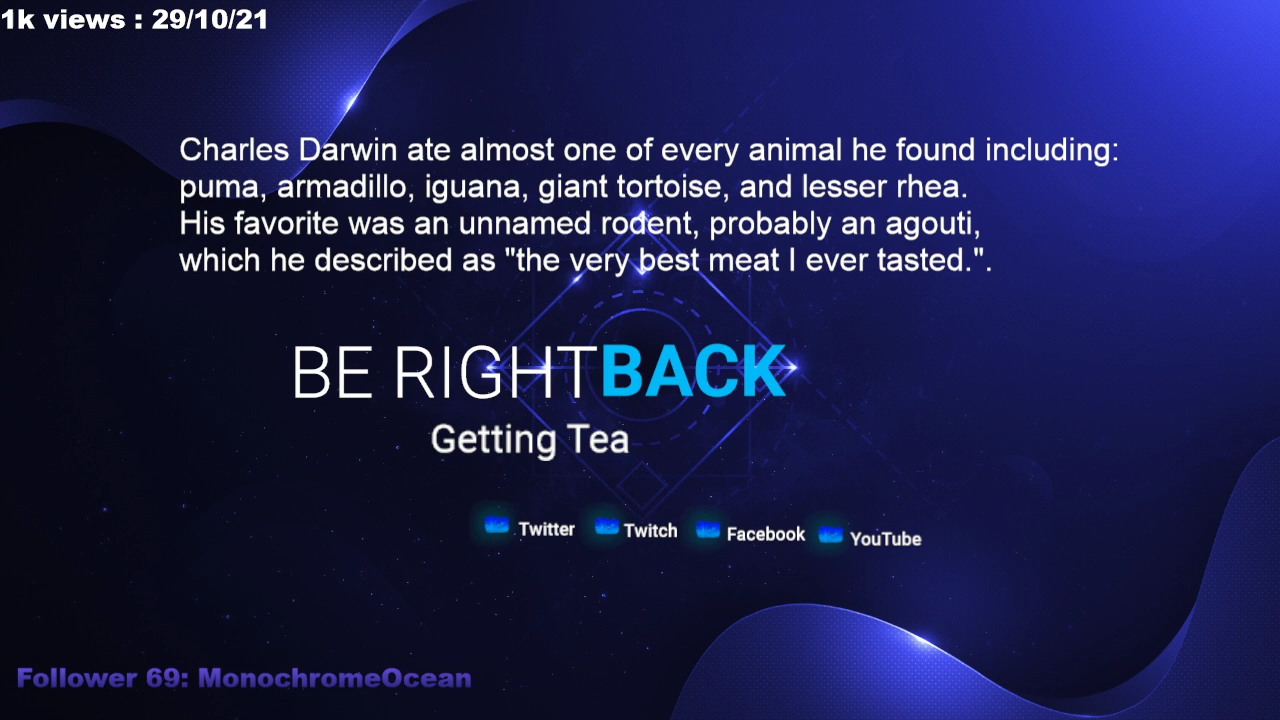 1k views : 29/10/21
Charles Darwin ate almost one of every animal he found including:
puma, armadillo, iguana, giant tortoise, and lesser rhea.
His favorite was an unnamed rodent, probably an agouti,
which he described as "the very best meat I ever tasted.".
BE RIGHTBACK
Getting Tea
Twitter Twitch Facebook YouTube
Follower 69: MonochromeOcean